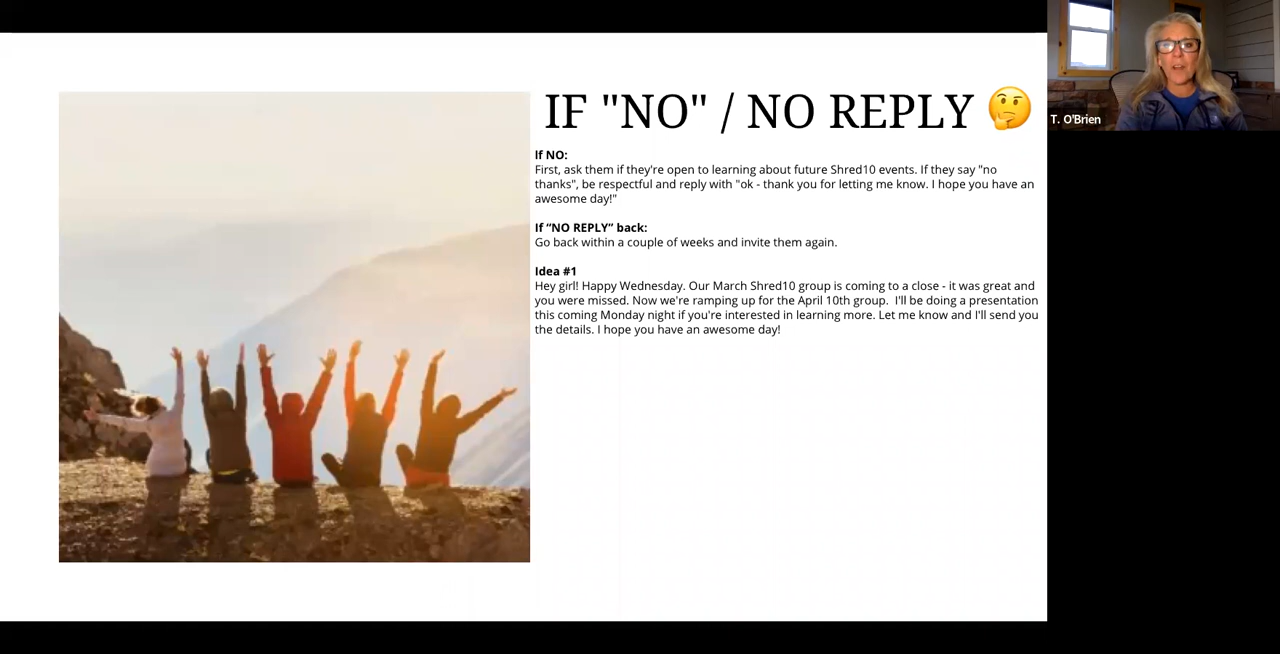 IF "NO" / NO REPLY 🤔
If NO:
First, ask them if they're open to learning about future Shred10 events. If they say "no
thanks", be respectful and reply with "ok - thank you for letting me know. I hope you have an
awesome day!"
If “NO REPLY” back:
Go back within a couple of weeks and invite them again.
Idea #1
Hey girl! Happy Wednesday. Our March Shred10 group is coming to a close - it was great and
you were missed. Now we're ramping up for the April 10th group.  I'll be doing a presentation
this coming Monday night if you're interested in learning more. Let me know and I'll send you
the details. I hope you have an awesome day!
T. O'Brien